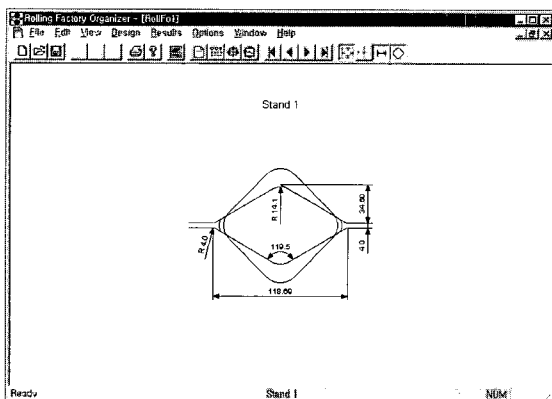 Rolling Factory Organizer - [RollFo1]
File Edit View Design Results Options Window Help
Stand 1
R 14.1
34.60
R 4.0
119.5
4.0
118.60
Ready Stand 1 NUM